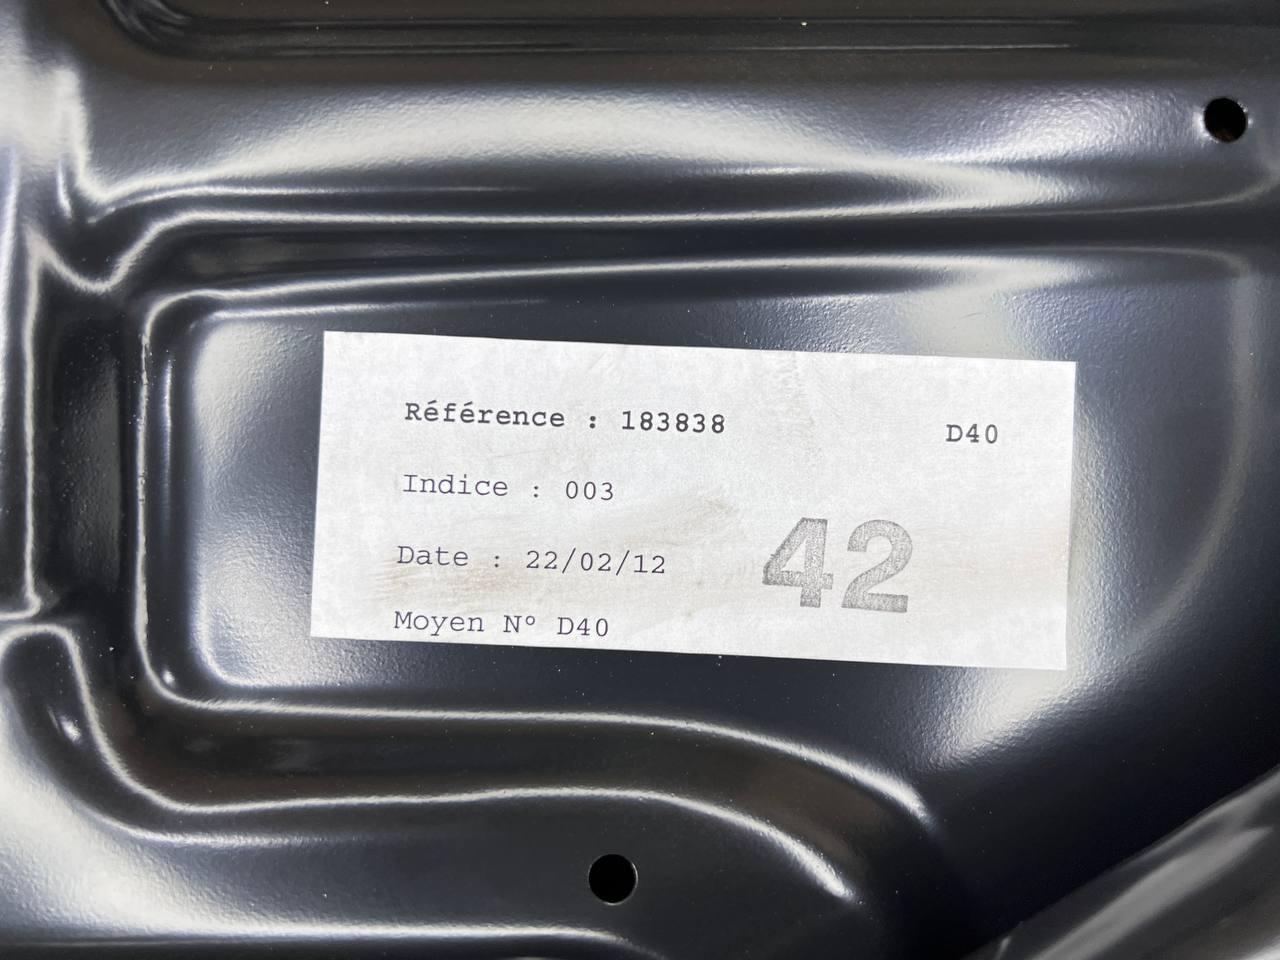 Référence : 183838 D40
Indice : 003
42
Date : 22/02/12
Moyen N° D40